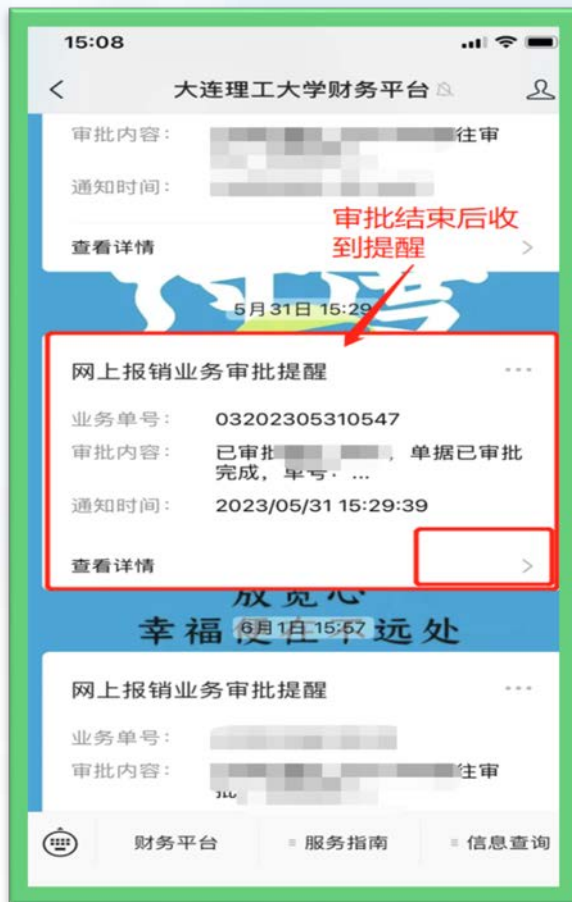 15:08
大连理工大学财务平台
审批内容: 往审
通知时间:
审批结束后收
到提醒
查看详情
5月31日 15:29
网上报销业务审批提醒
业务单号: 03202305310547
审批内容: 已审批 , 单据已审批
完成, 单号: ...
通知时间: 2023/05/31 15:29:39
查看详情
放宽心
幸福便在不远处
6月1日 15:57
网上报销业务审批提醒
业务单号:
审批内容: 往审
财务平台
服务指南
信息查询